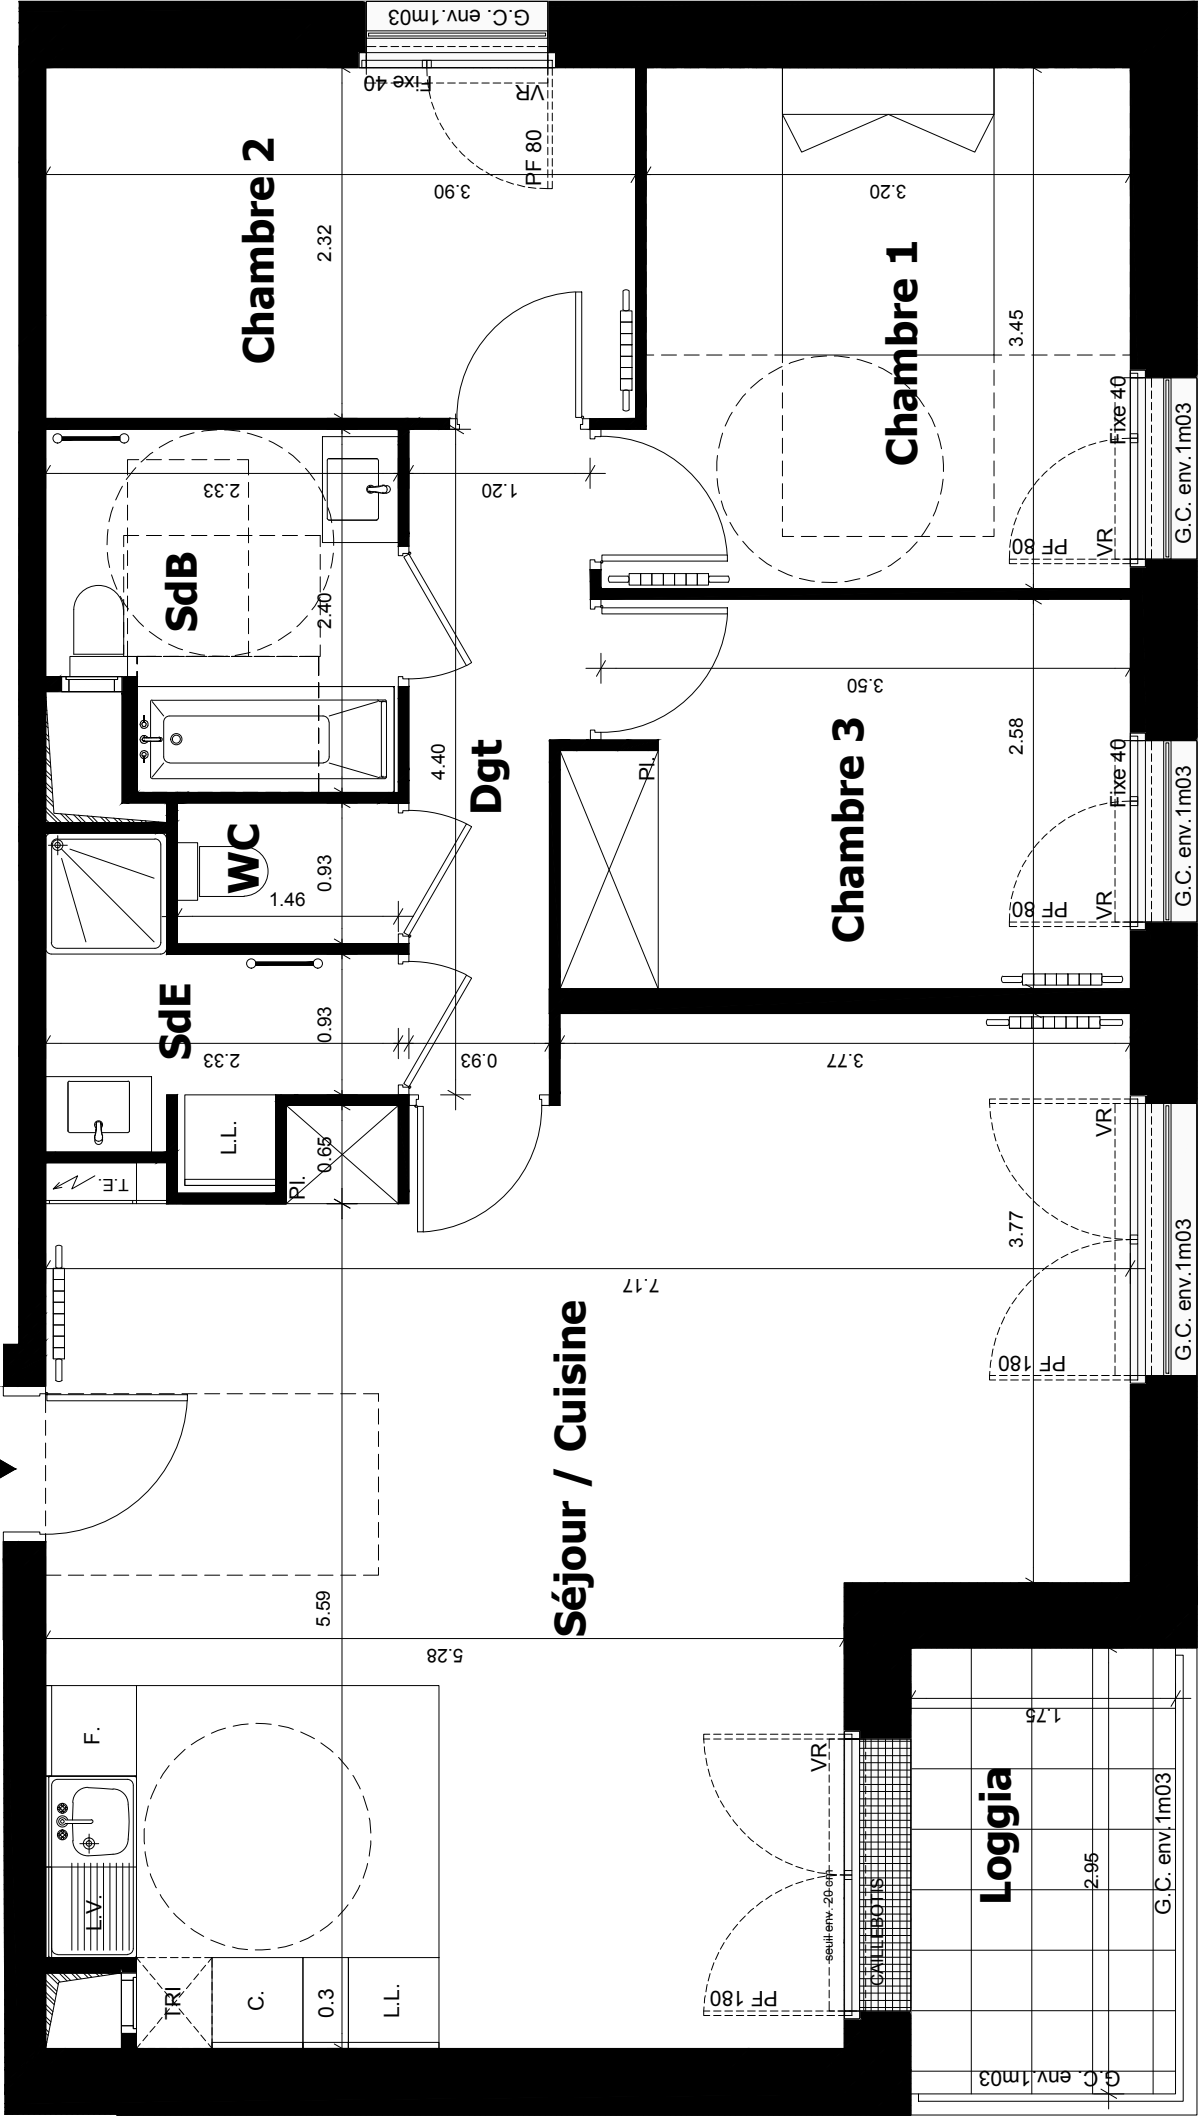 G.C. env.1m03
Fixe 40
VR
PF 80
Chambre 2
3.90
2.32
3.20
Chambre 1
3.45
Fixe 40
G.C. env.1m03
PF 80
VR
2.33
1.20
SdB
2.40
3.50
2.58
Chambre 3
Pl.
4.40
Dgt
WC
0.93
1.46
Fixe 40
G.C. env.1m03
PF 80
VR
SdE
0.93
2.33
0.93
3.77
L.L.
Pl.
0.65
T.E.
VR
3.77
G.C. env.1m03
PF 180
7.17
Séjour / Cuisine
5.59
5.28
F.
L.V.
TRI
C.
0.3
L.L.
VR
seuil env. 20 cm
CAILLEBOTIS
PF 180
1.75
Loggia
2.95
G.C. env.1m03
G.C. env.1m03